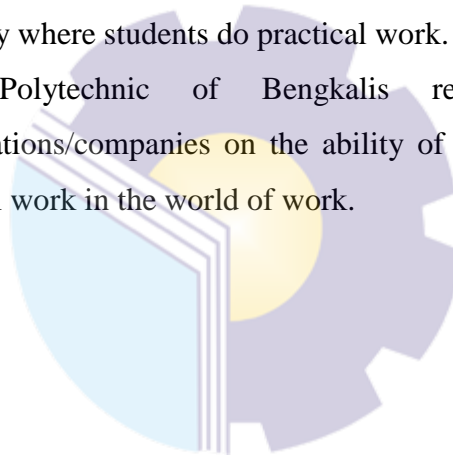 y where students do practical work.
Polytechnic of Bengkalis re
ations/companies on the ability of
work in the world of work.